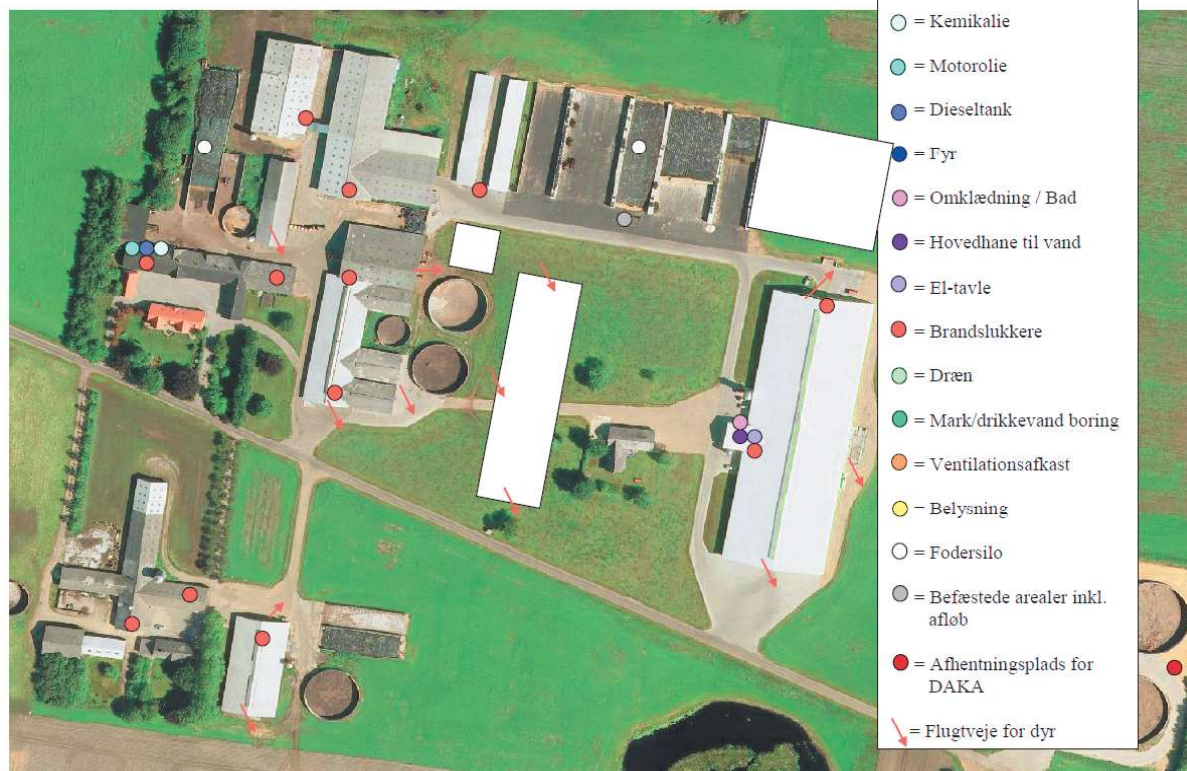 = Kemikalie
= Motorolie
= Dieseltank
= Fyr
= Omklædning / Bad
= Hovedhane til vand
= El-tavle
= Brandslukkere
= Dræn
= Mark/drikkevand boring
= Ventilationsafkast
= Belysning
= Fodersilo
= Befæstede arealer inkl.
afløb
= Afhentningsplads for
DAKA
= Flugtveje for dyr